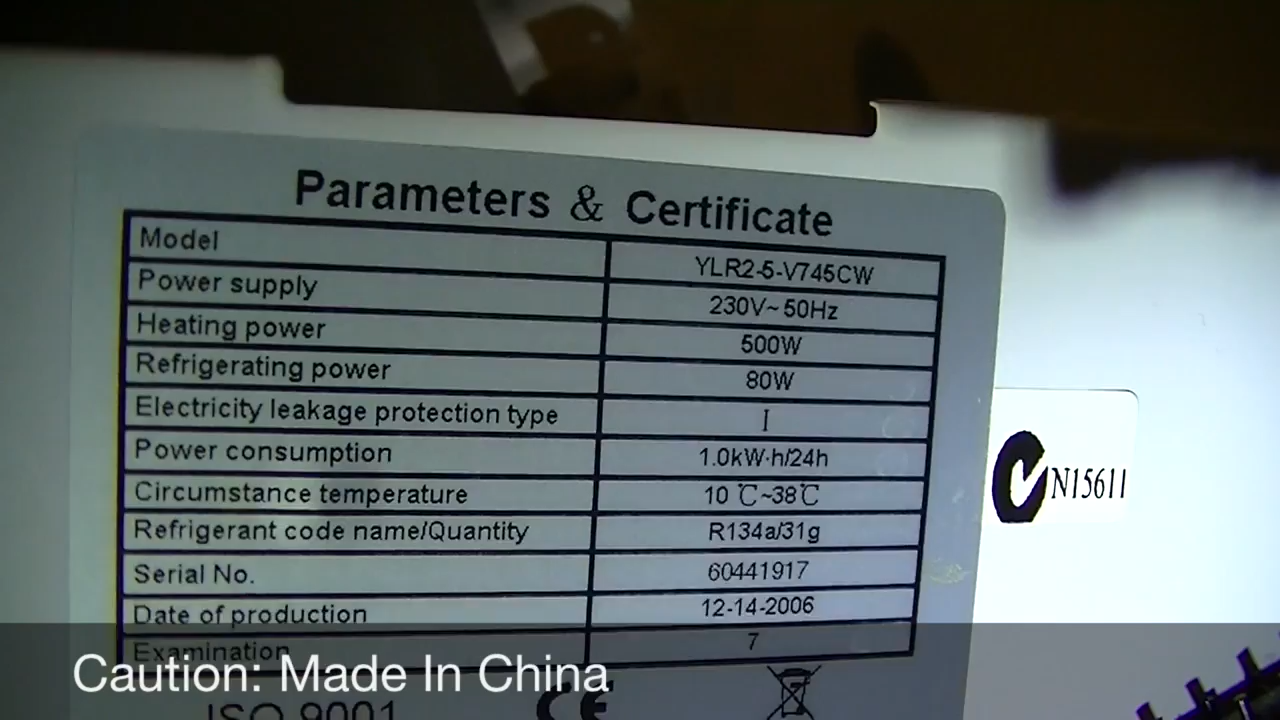 Parameters & Certificate
Model YLR2-5-V745CW
Power supply 230V~50Hz
Heating power 500W
Refrigerating power 80W
Electricity leakage protection type I
Power consumption 1.0kW·h/24h
Circumstance temperature 10℃~38℃
Refrigerant code name/Quantity R134a/31g
Serial No. 60441917
Date of production 12-14-2006
Examination 7
N15611
Caution: Made In China
ISO 9001 CE